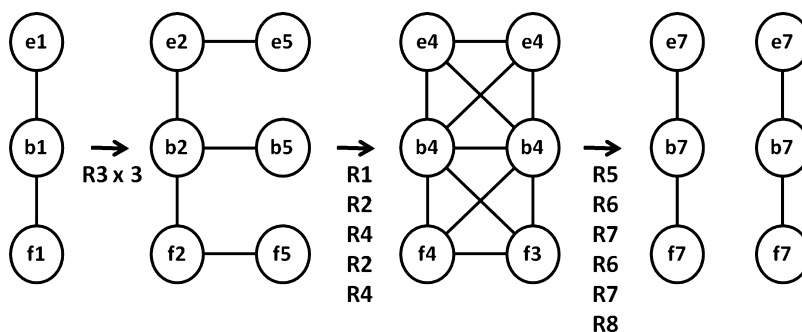 e1 e2 e5 e4 e4 e7 e7
b1 b2 b5 b4 b4 b7 b7
R3 x 3 R1 R5
R2 R6
f1 f2 f5 R4 f4 f3 R7 f7 f7
R2 R6
R4 R7
R8